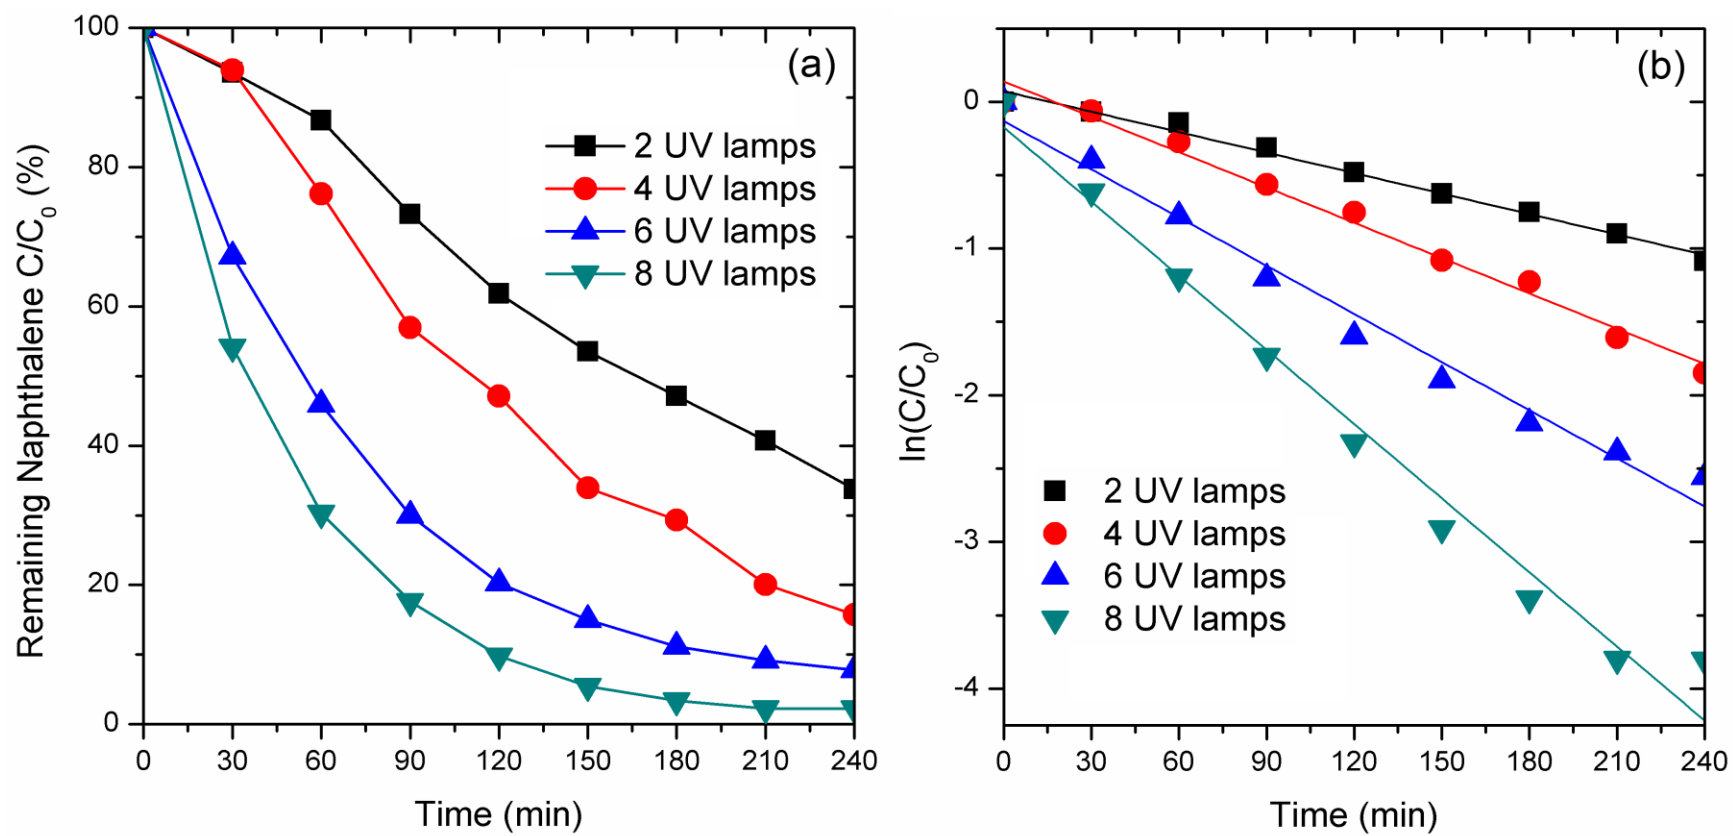 (a)
Remaining Naphthalene C/C₀ (%)
100
80
60
40
20
0
2 UV lamps
4 UV lamps
6 UV lamps
8 UV lamps
0 30 60 90 120 150 180 210 240
Time (min)
(b)
ln(C/C₀)
0
-1
-2
-3
-4
2 UV lamps
4 UV lamps
6 UV lamps
8 UV lamps
0 30 60 90 120 150 180 210 240
Time (min)